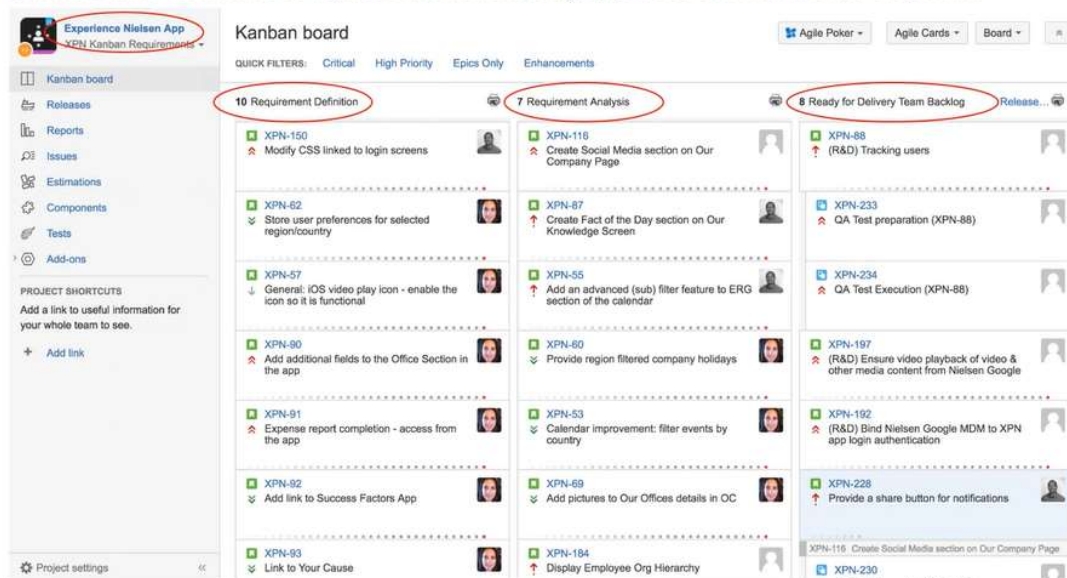 Experience Nielsen App
XPN Kanban Requirements
Kanban board
Releases
Reports
Issues
Estimations
Components
Tests
Add-ons
PROJECT SHORTCUTS
Add a link to useful information for
your whole team to see.
+ Add link
Project settings
Kanban board
Agile Poker
Agile Cards
Board
QUICK FILTERS: Critical High Priority Epics Only Enhancements
10 Requirement Definition
XPN-150
Modify CSS linked to login screens
XPN-62
Store user preferences for selected
region/country
XPN-57
General: iOS video play icon - enable the
icon so it is functional
XPN-90
Add additional fields to the Office Section in
the app
XPN-91
Expense report completion - access from
the app
XPN-92
Add link to Success Factors App
XPN-93
Link to Your Cause
7 Requirement Analysis
XPN-116
Create Social Media section on Our
Company Page
XPN-87
Create Fact of the Day section on Our
Knowledge Screen
XPN-55
Add an advanced (sub) filter feature to ERG
section of the calendar
XPN-60
Provide region filtered company holidays
XPN-53
Calendar improvement: filter events by
country
XPN-69
Add pictures to Our Offices details in OC
XPN-184
Display Employee Org Hierarchy
8 Ready for Delivery Team Backlog
Release...
XPN-88
(R&D) Tracking users
XPN-233
QA Test preparation (XPN-88)
XPN-234
QA Test Execution (XPN-88)
XPN-197
(R&D) Ensure video playback of video &
other media content from Nielsen Google
XPN-192
(R&D) Bind Nielsen Google MDM to XPN
app login authentication
XPN-228
Provide a share button for notifications
XPN-116 Create Social Media section on Our Company Page
XPN-230